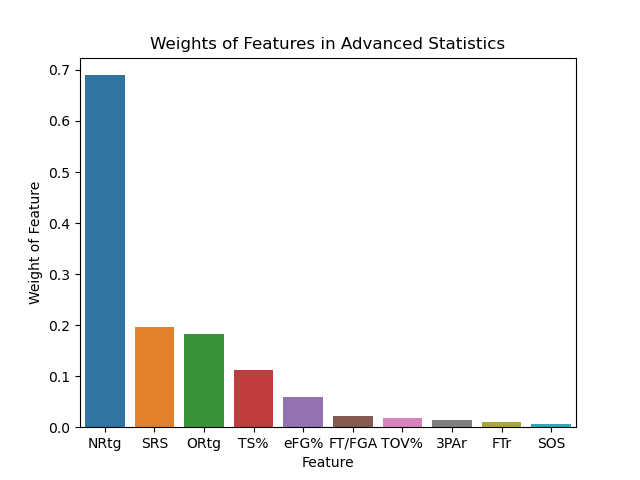 Weights of Features in Advanced Statistics
Weight of Feature
0.7
0.6
0.5
0.4
0.3
0.2
0.1
0.0
NRtg SRS ORtg TS% eFG% FT/FGA TOV% 3PAr FTr SOS
Feature